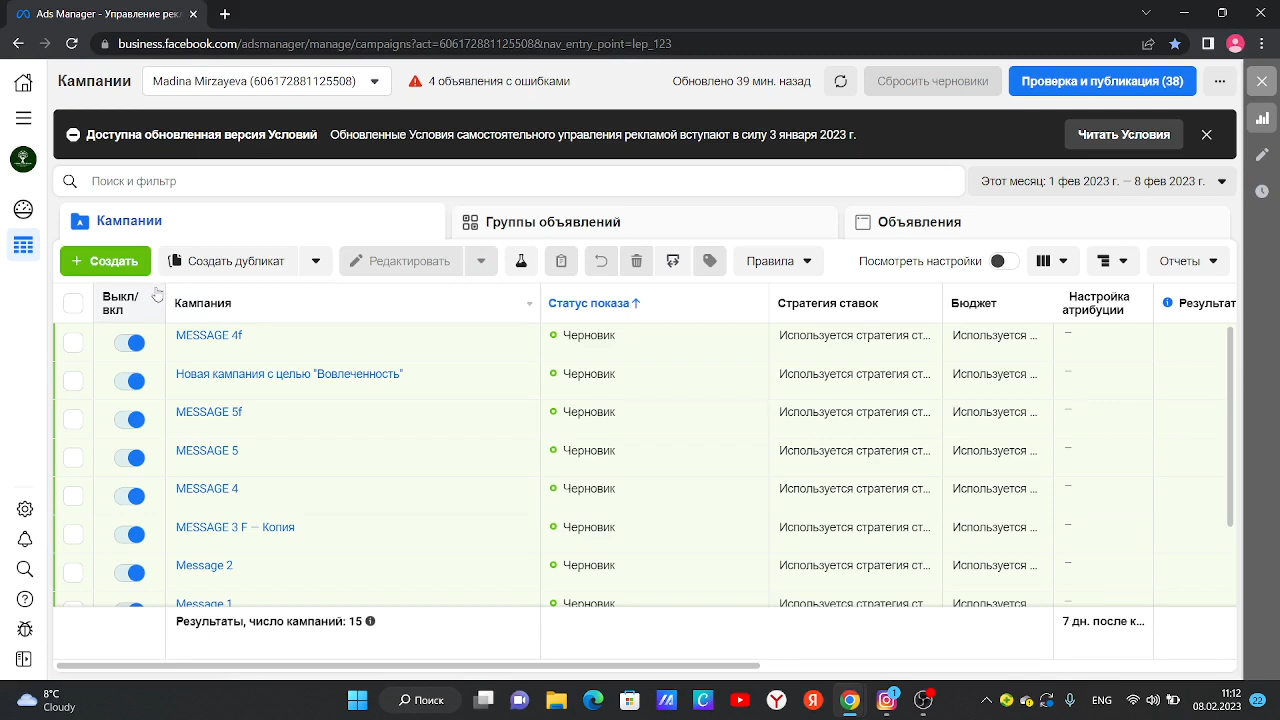 Ads Manager - Управление рек
business.facebook.com/adsmanager/manage/campaigns?act=606172881125508&nav_entry_point=lep_123
Кампании
Madina Mirzayeva (606172881125508)
4 объявления с ошибками
Обновлено 39 мин. назад
Сбросить черновики
Проверка и публикация (38)
Доступна обновленная версия Условий
Обновленные Условия самостоятельного управления рекламой вступают в силу 3 января 2023 г.
Читать Условия
Поиск и фильтр
Этот месяц: 1 фев 2023 г. — 8 фев 2023 г.
Кампании
Группы объявлений
Объявления
+ Создать
Создать дубликат
Редактировать
Правила
Посмотреть настройки
Отчеты
Выкл/
вкл
Кампания
Статус показа↑
Стратегия ставок
Бюджет
Настройка
атрибуции
Результат
MESSAGE 4f Черновик Используется стратегия ст... Используется ... —
Новая кампания с целью "Вовлеченность" Черновик Используется стратегия ст... Используется ... —
MESSAGE 5f Черновик Используется стратегия ст... Используется ... —
MESSAGE 5 Черновик Используется стратегия ст... Используется ... —
MESSAGE 4 Черновик Используется стратегия ст... Используется ... —
MESSAGE 3 F — Копия Черновик Используется стратегия ст... Используется ... —
Message 2 Черновик Используется стратегия ст... Используется ... —
Message 1 Черновик Используется стратегия ст... Используется —
Результаты, число кампаний: 15
7 дн. после к...
8°C
Cloudy
Поиск
1
ENG
11:12
08.02.2023
22